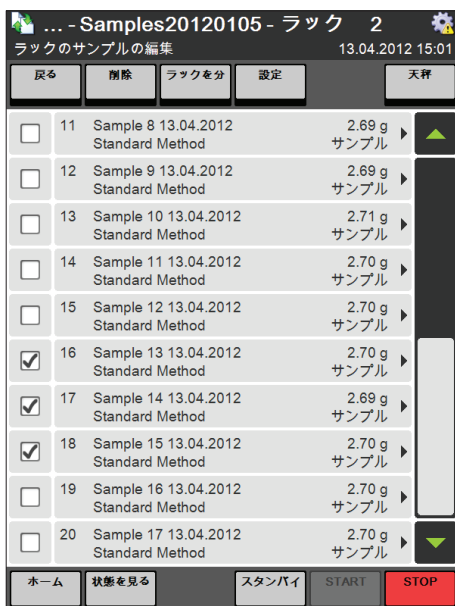 ... - Samples20120105 - ラック 2
ラックのサンプルの編集 13.04.2012 15:01
戻る 削除 ラックを分 設定 天秤
11 Sample 8 13.04.2012 2.69 g
Standard Method サンプル
12 Sample 9 13.04.2012 2.69 g
Standard Method サンプル
13 Sample 10 13.04.2012 2.71 g
Standard Method サンプル
14 Sample 11 13.04.2012 2.70 g
Standard Method サンプル
15 Sample 12 13.04.2012 2.70 g
Standard Method サンプル
16 Sample 13 13.04.2012 2.70 g
Standard Method サンプル
17 Sample 14 13.04.2012 2.69 g
Standard Method サンプル
18 Sample 15 13.04.2012 2.70 g
Standard Method サンプル
19 Sample 16 13.04.2012 2.70 g
Standard Method サンプル
20 Sample 17 13.04.2012 2.70 g
Standard Method サンプル
ホーム 状態を見る スタンバイ START STOP